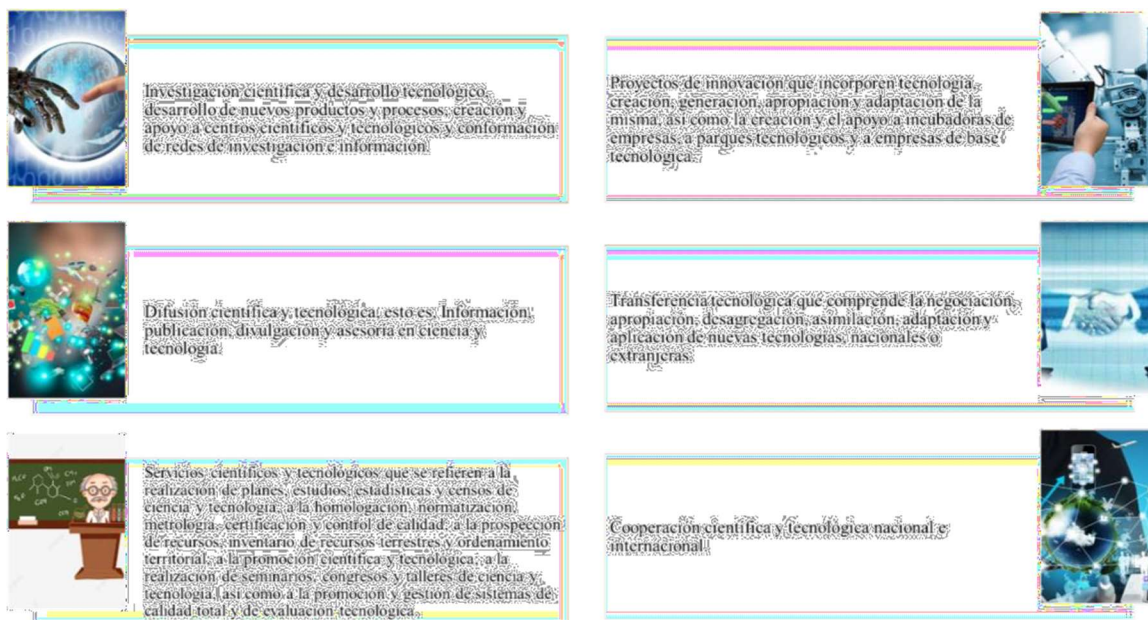 Investigación científica y desarrollo tecnológico,
desarrollo de nuevos productos y procesos, creación y
apoyo a centros científicos y tecnológicos y conformación
de redes de investigación e información.
Proyectos de innovación que incorporen tecnología,
creación, generación, apropiación y adaptación de la
misma, así como la creación y el apoyo a incubadoras de
empresas, a parques tecnológicos y a empresas de base
tecnológica.
Difusión científica y tecnológica, esto es, Información,
publicación, divulgación y asesoría en ciencia y
tecnología.
Transferencia tecnológica que comprende la negociación,
apropiación, desagregación, asimilación, adaptación y
aplicación de nuevas tecnologías, nacionales o
extranjeras.
Servicios científicos y tecnológicos que se refieren a la
realización de planes, estudios, estadísticas y censos de
ciencia y tecnología, a la homologación, normatización,
metrología, certificación y control de calidad, a la prospección
de recursos, inventario de recursos terrestres y ordenamiento
territorial, a la promoción científica y tecnológica, a la
realización de seminarios, congresos y talleres de ciencia y
tecnología, así como a la promoción y gestión de sistemas de
calidad total y de evaluación tecnológica.
Cooperación científica y tecnológica nacional e
internacional.